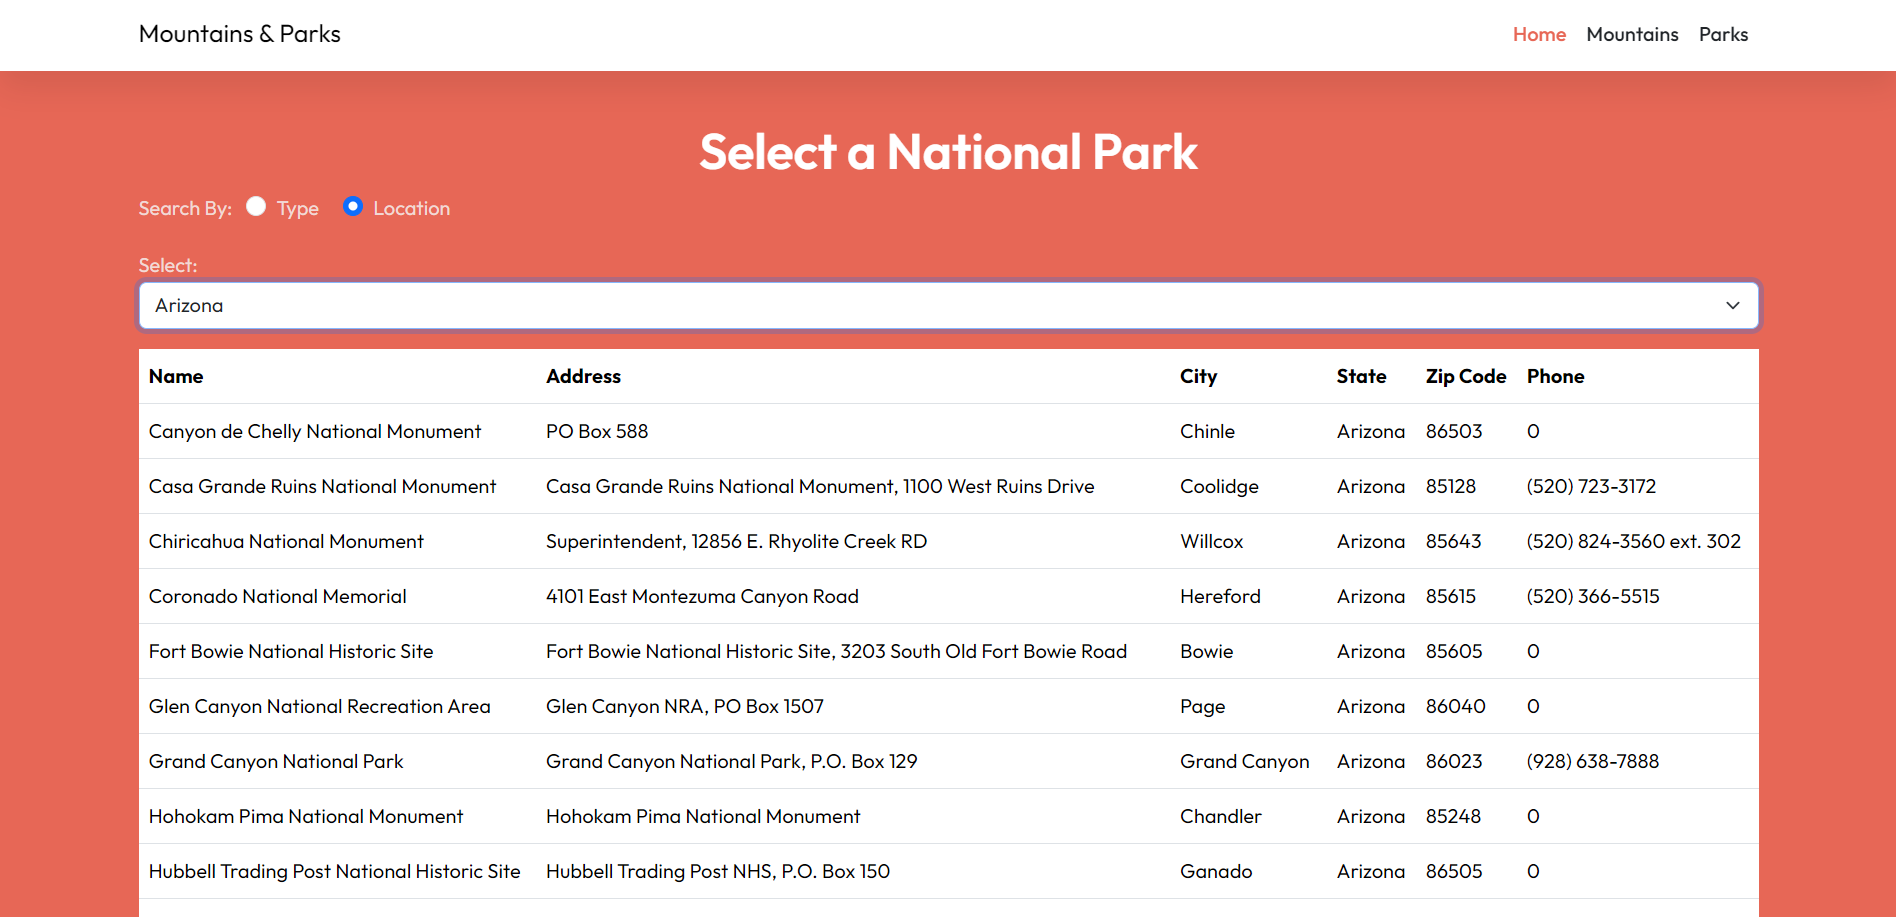 Mountains & Parks Home Mountains Parks
Select a National Park
Search By: Type Location
Select:
Arizona
Name Address City State Zip Code Phone
Canyon de Chelly National Monument PO Box 588 Chinle Arizona 86503 0
Casa Grande Ruins National Monument Casa Grande Ruins National Monument, 1100 West Ruins Drive Coolidge Arizona 85128 (520) 723-3172
Chiricahua National Monument Superintendent, 12856 E. Rhyolite Creek RD Willcox Arizona 85643 (520) 824-3560 ext. 302
Coronado National Memorial 4101 East Montezuma Canyon Road Hereford Arizona 85615 (520) 366-5515
Fort Bowie National Historic Site Fort Bowie National Historic Site, 3203 South Old Fort Bowie Road Bowie Arizona 85605 0
Glen Canyon National Recreation Area Glen Canyon NRA, PO Box 1507 Page Arizona 86040 0
Grand Canyon National Park Grand Canyon National Park, P.O. Box 129 Grand Canyon Arizona 86023 (928) 638-7888
Hohokam Pima National Monument Hohokam Pima National Monument Chandler Arizona 85248 0
Hubbell Trading Post National Historic Site Hubbell Trading Post NHS, P.O. Box 150 Ganado Arizona 86505 0